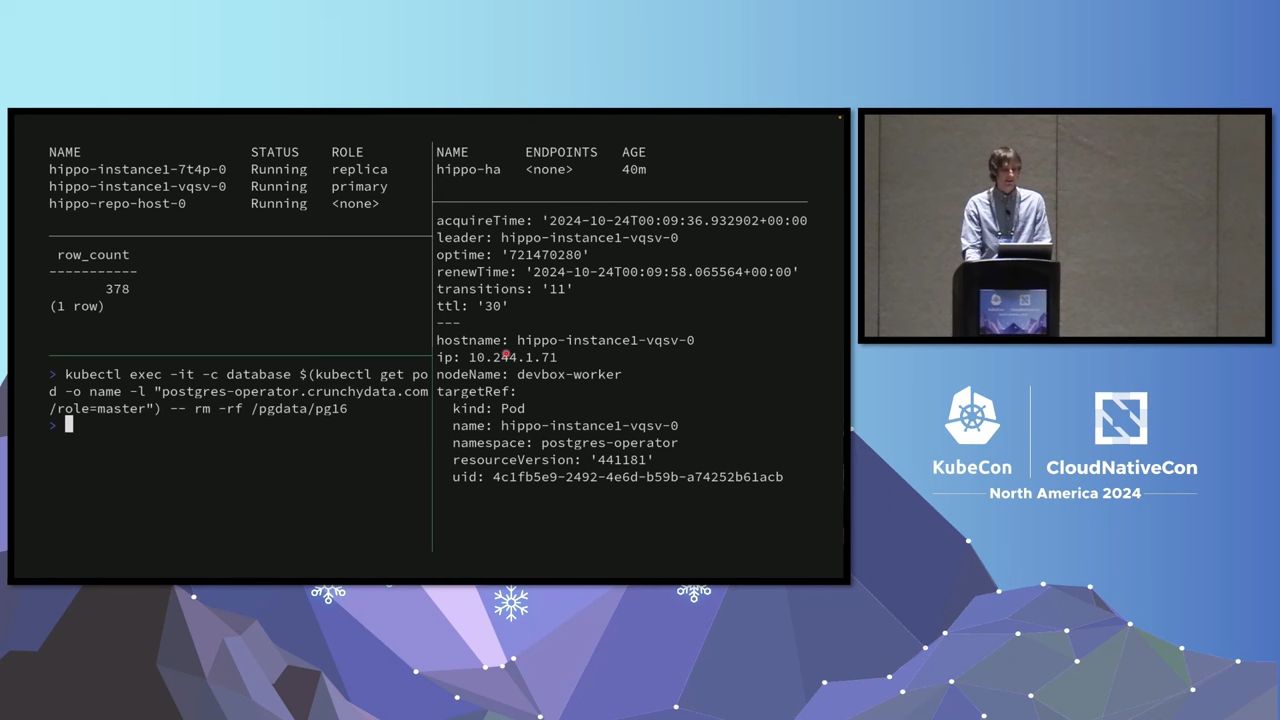 NAME STATUS ROLE
hippo-instance1-7t4p-0 Running replica
hippo-instance1-vqsv-0 Running primary
hippo-repo-host-0 Running <none>
row_count
-----------
378
(1 row)
> kubectl exec -it -c database $(kubectl get po
d -o name -l "postgres-operator.crunchydata.com
/role=master") -- rm -rf /pgdata/pg16
>
NAME ENDPOINTS AGE
hippo-ha <none> 40m
acquireTime: '2024-10-24T00:09:36.932902+00:00
leader: hippo-instance1-vqsv-0
optime: '721470280'
renewTime: '2024-10-24T00:09:58.065564+00:00'
transitions: '11'
ttl: '30'
---
hostname: hippo-instance1-vqsv-0
ip: 10.244.1.71
nodeName: devbox-worker
targetRef:
kind: Pod
name: hippo-instance1-vqsv-0
namespace: postgres-operator
resourceVersion: '441181'
uid: 4c1fb5e9-2492-4e6d-b59b-a74252b61acb
KubeCon CloudNativeCon
North America 2024